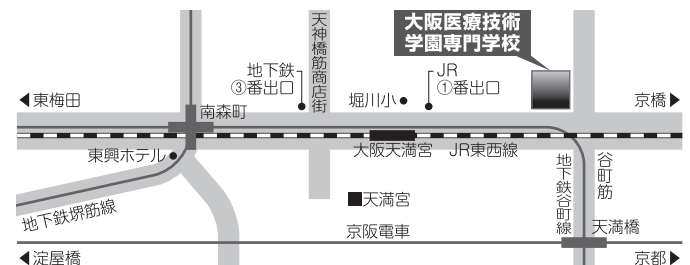 大阪医療技術
学園専門学校
天神橋筋商店街
地下鉄
③番出口
堀川小
JR
①番出口
東梅田
南森町
京橋
東興ホテル
大阪天満宮
JR東西線
地下鉄谷町線
谷町筋
地下鉄堺筋線
天満宮
京阪電車
天満橋
淀屋橋
京都